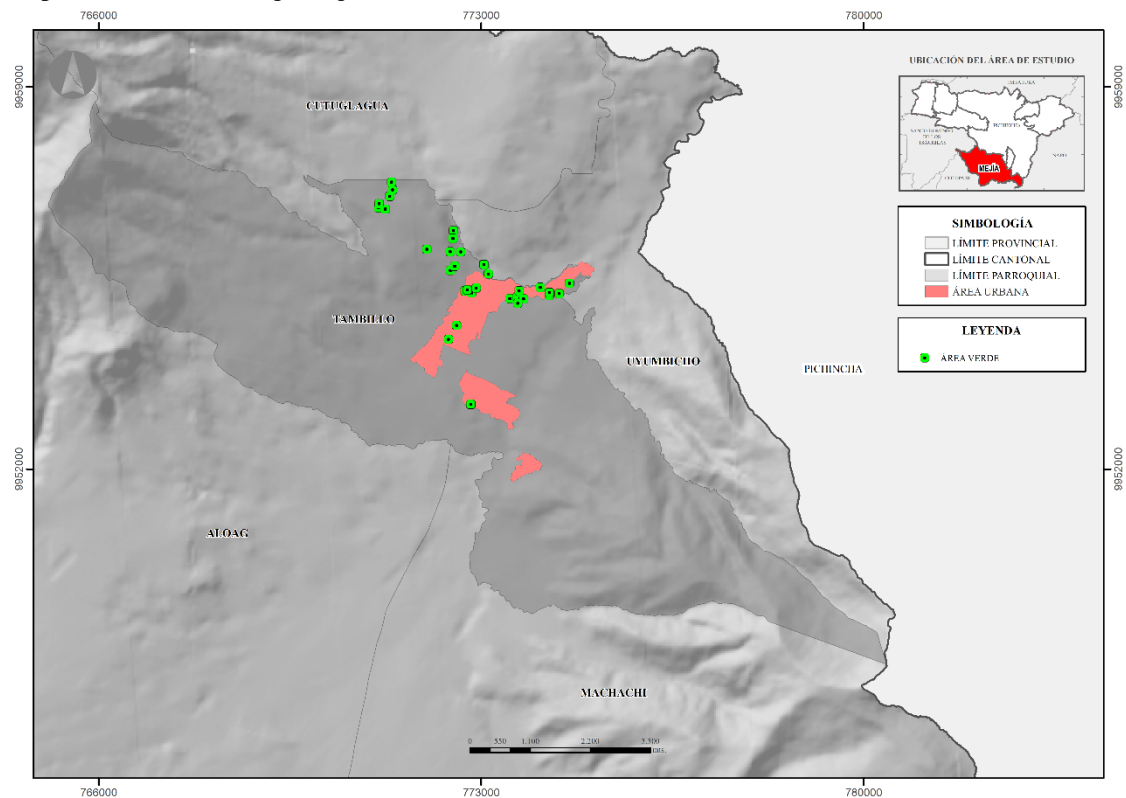 766000 773000 780000
UBICACIÓN DEL ÁREA DE ESTUDIO
9959000
9959000
CUTUGLAGUA
PICHINCHA
NAPO
MEJÍA
SIMBOLOGÍA
LÍMITE PROVINCIAL
LÍMITE CANTONAL
LÍMITE PARROQUIAL
ÁREA URBANA
TAMBILLO
LEYENDA
ÁREA VERDE
UYUMBICHO
PICHINCHA
9952000
9952000
ALOAG
MACHACHI
0 550 1.100 2.200 3.300
766000 773000 780000